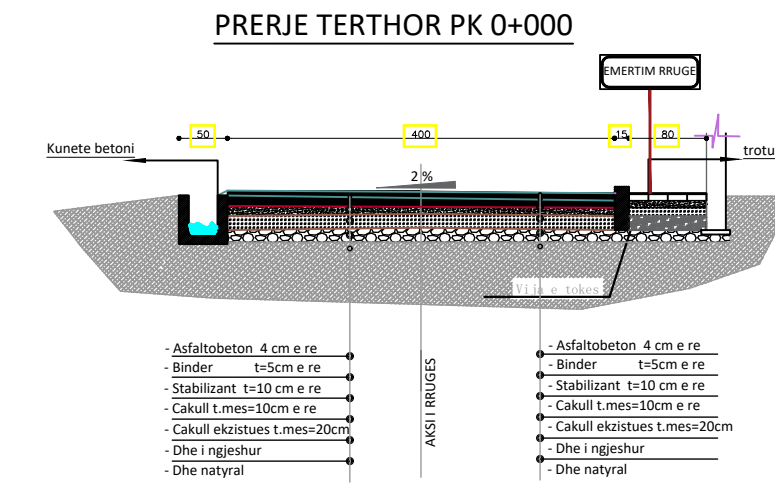 PRERJE TERTHOR PK 0+000
EMERTIM RRUGE
50
400
15
80
Kunete betoni
trotu
2 %
Vija e tokes
- Asfaltobeton 4 cm e re
- Binder t=5cm e re
- Stabilizant t=10 cm e re
- Cakull t.mes=10cm e re
- Cakull ekzistues t.mes=20cm
- Dhe i ngjeshur
- Dhe natyral
AKSI I RRUGES
- Asfaltobeton 4 cm e re
- Binder t=5cm e re
- Stabilizant t=10 cm e re
- Cakull t.mes=10cm e re
- Cakull ekzistues t.mes=20cm
- Dhe i ngjeshur
- Dhe natyral